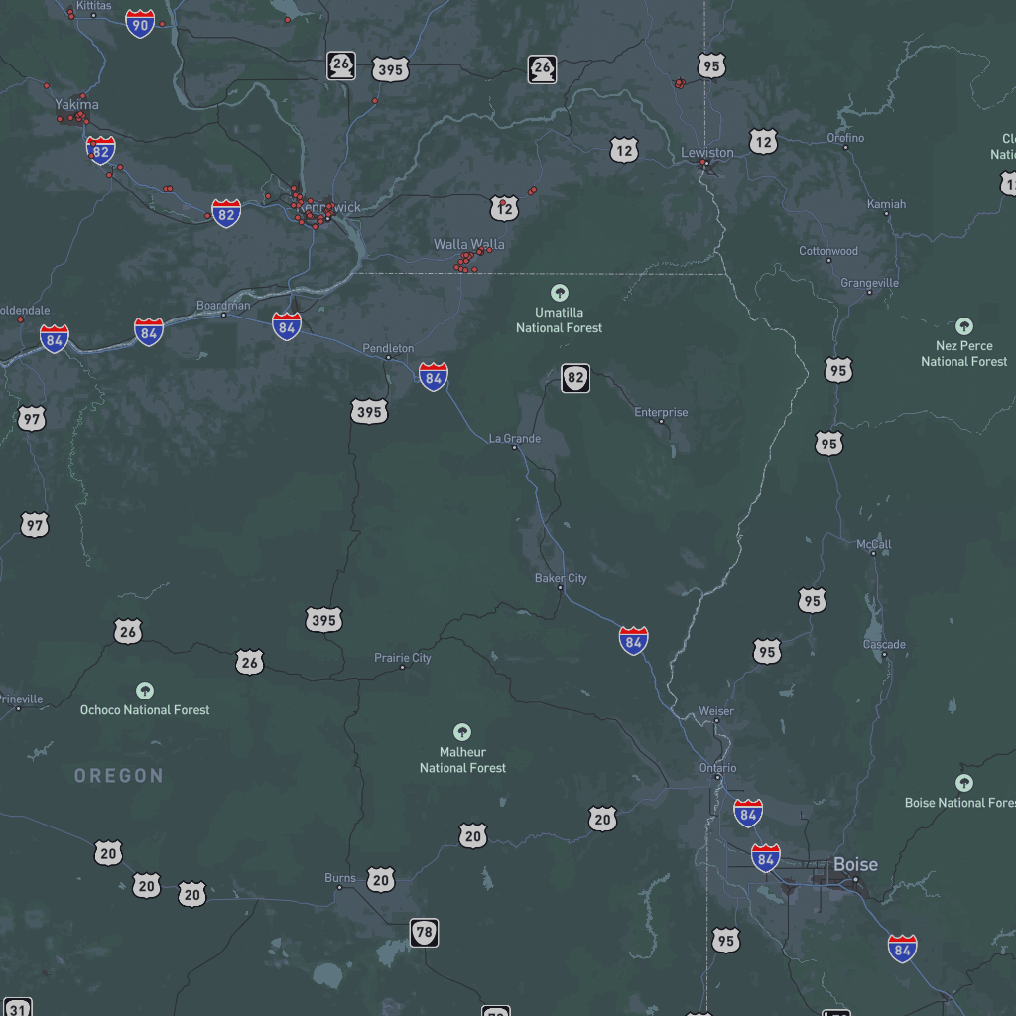 Kittitas
90
26
395
26
95
Yakima
82
12
12
Orofino
Lewiston
82
Kennewick
12
Kamiah
Walla Walla
Cottonwood
Grangeville
Boardman
oldendale
84
84
84
Umatilla
National Forest
Nez Perce
National Forest
Pendleton
84
82
95
97
395
Enterprise
La Grande
95
97
McCall
Baker City
95
26
395
84
26
95
Prairie City
Cascade
rineville
Ochoco National Forest
Weiser
Malheur
National Forest
OREGON
Ontario
Boise National Fores
84
20
20
20
84
Boise
Burns
20
20
20
78
95
84
31